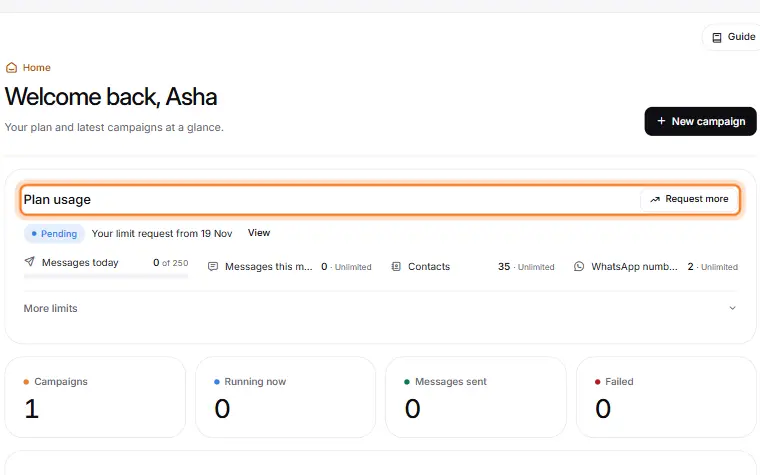 Guide
Home
Welcome back, Asha
Your plan and latest campaigns at a glance.
+ New campaign
Plan usage
Request more
Pending Your limit request from 19 Nov View
Messages today 0 of 250
Messages this m... 0 · Unlimited
Contacts 35 · Unlimited
WhatsApp numb... 2 · Unlimited
More limits
Campaigns
1
Running now
0
Messages sent
0
Failed
0